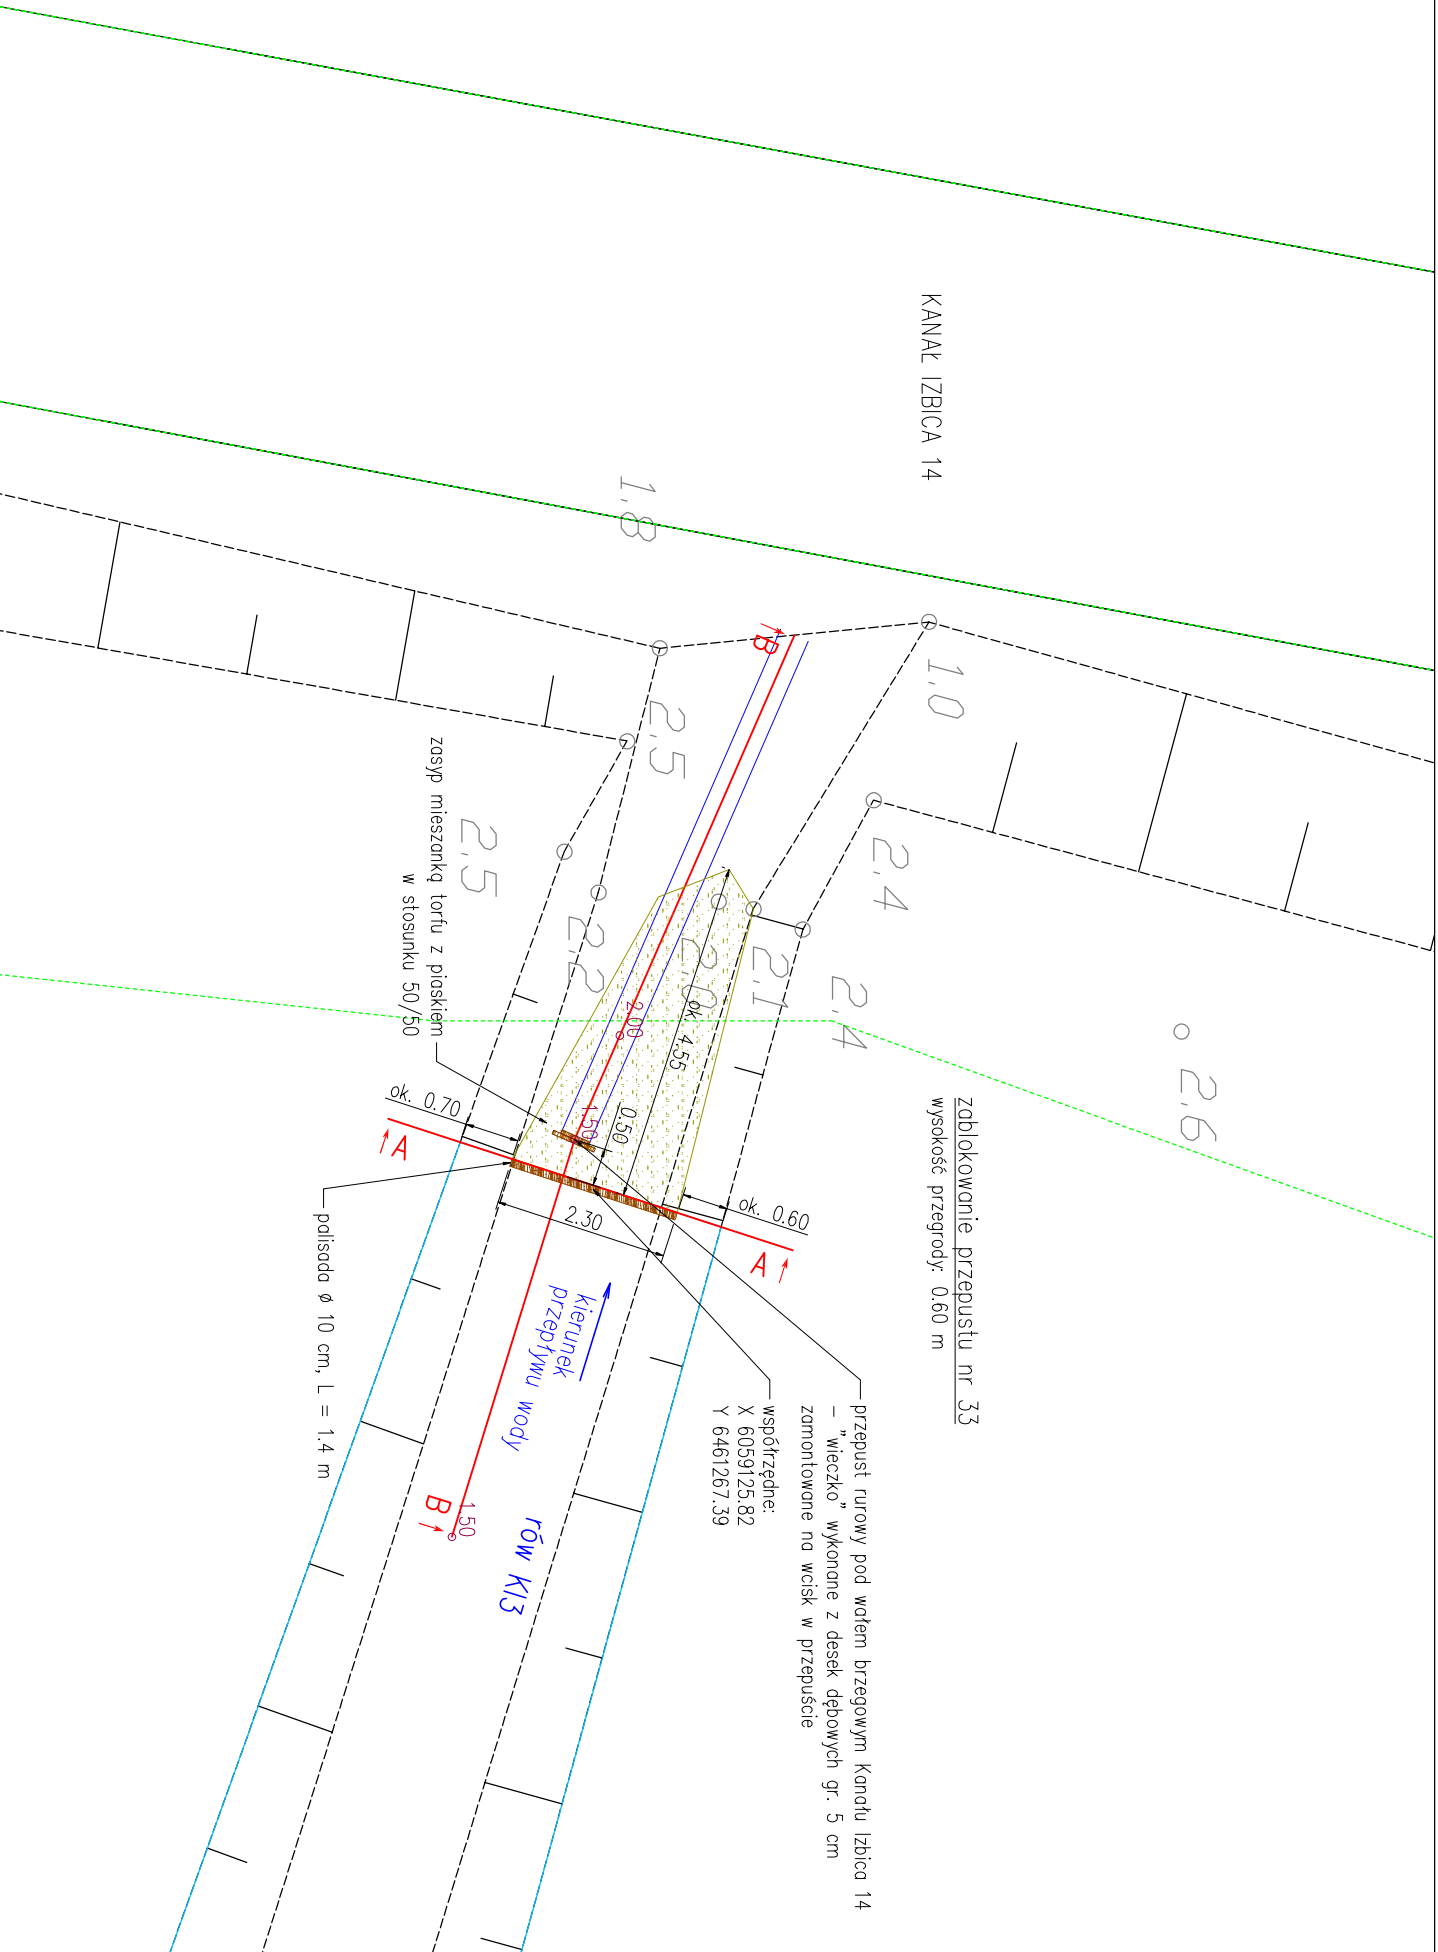 KANAŁ IZBICA 14
zablokowanie przepustu nr 33
wysokość przegrody: 0.60 m
przepust rurowy pod wałem brzegowym Kanału Izbica 14
– "wieczko" wykonane z desek dębowych gr. 5 cm
zamontowane na wcisk w przepuście
współrzędne:
X 6059125.82
Y 6461267.39
zasyp mieszanką torfu z piaskiem
w stosunku 50/50
palisada ø 10 cm, L = 1.4 m
kierunek
przepływu wody
rów K13
1.8
1.0
2.5
2.5
2.4
2.4
2.1
2.0
2.2
2.6
2.00
1.50
1.50
ok. 4.55
0.50
2.30
ok. 0.70
ok. 0.60
A
A
B
B